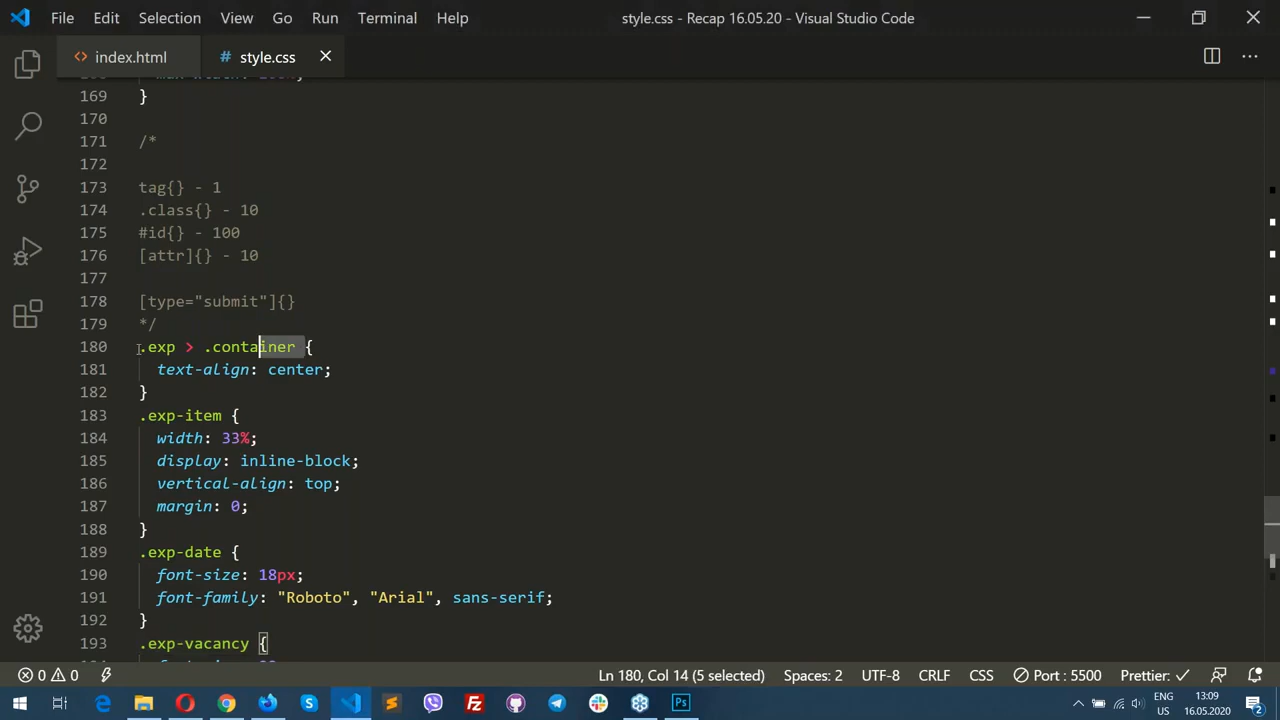 File Edit Selection View Go Run Terminal Help
style.css - Recap 16.05.20 - Visual Studio Code
index.html
# style.css
169 }
170
171 /*
172
173 tag{} - 1
174 .class{} - 10
175 #id{} - 100
176 [attr]{} - 10
177
178 [type="submit"]{}
179 */
180 .exp > .container {
181 text-align: center;
182 }
183 .exp-item {
184 width: 33%;
185 display: inline-block;
186 vertical-align: top;
187 margin: 0;
188 }
189 .exp-date {
190 font-size: 18px;
191 font-family: "Roboto", "Arial", sans-serif;
192 }
193 .exp-vacancy {
0 0 Ln 180, Col 14 (5 selected) Spaces: 2 UTF-8 CRLF CSS Port : 5500 Prettier: ✓
ENG 13:09
US 16.05.2020 2